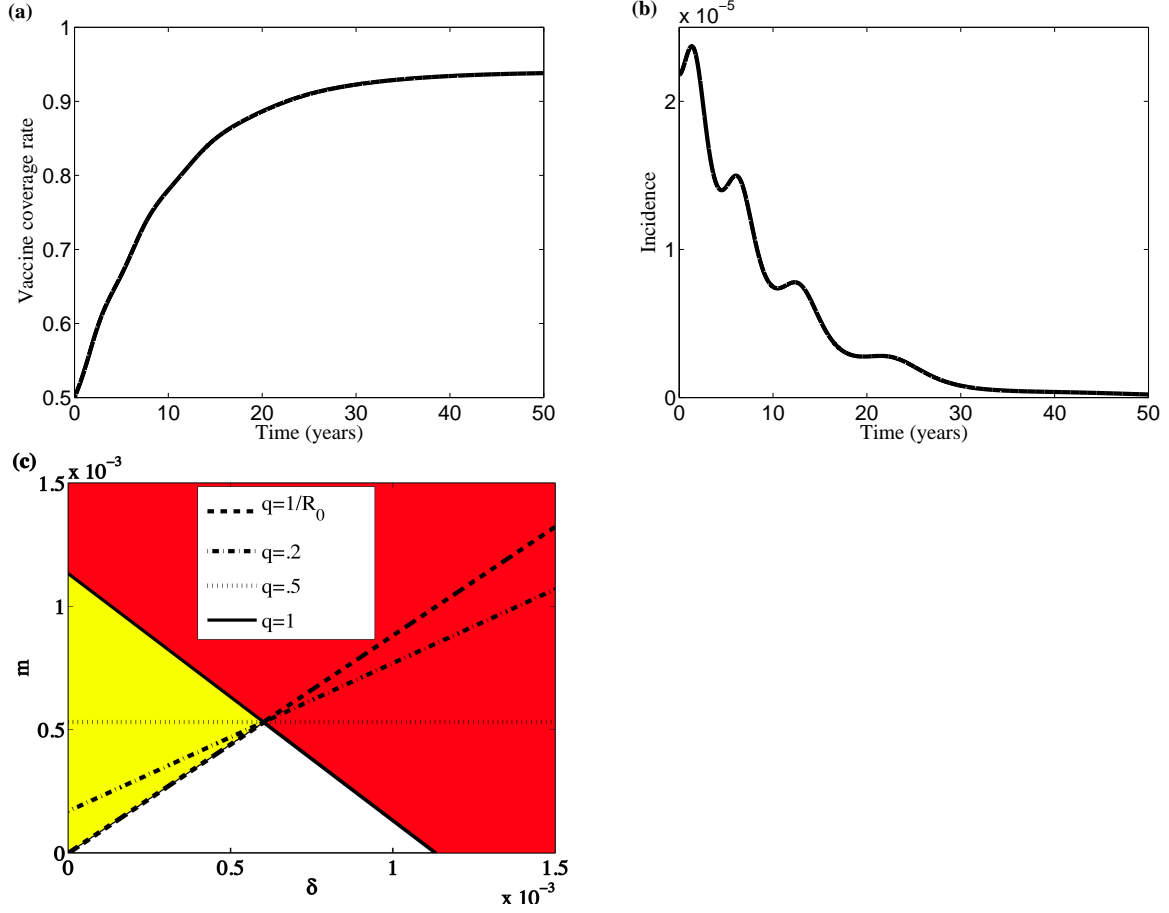 (a)
1
0.9
0.8
0.7
0.6
0.5
Vaccine coverage rate
0 10 20 30 40 50
Time (years)
(b)
x 10⁻⁵
2
1
0
Incidence
0 10 20 30 40 50
Time (years)
(c)
x 10⁻³
1.5
1
0.5
0
m
q=1/R₀
q=.2
q=.5
q=1
0 0.5 1 1.5
δ
x 10⁻³